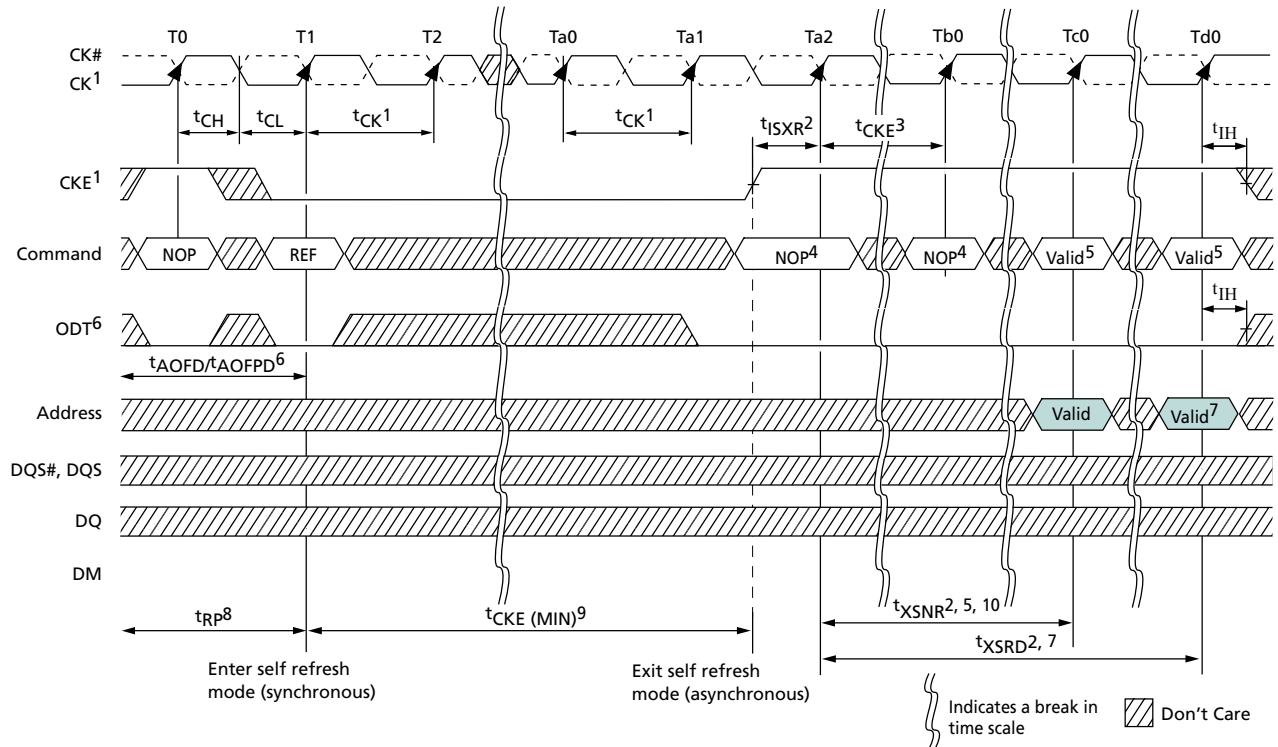 T0 T1 T2 Ta0 Ta1 Ta2 Tb0 Tc0 Td0
CK#
CK¹
tCH tCL tCK¹ tCK¹ tISXR² tCKE³ tIH
CKE¹
Command NOP REF NOP⁴ NOP⁴ Valid⁵ Valid⁵
tIH
ODT⁶
tAOFD/tAOFPD⁶
Address Valid Valid⁷
DQS#, DQS
DQ
DM
tRP⁸ tCKE (MIN)⁹ tXSNR², ⁵, ¹⁰
tXSRD², ⁷
Enter self refresh
mode (synchronous)
Exit self refresh
mode (asynchronous)
Indicates a break in
time scale
Don't Care